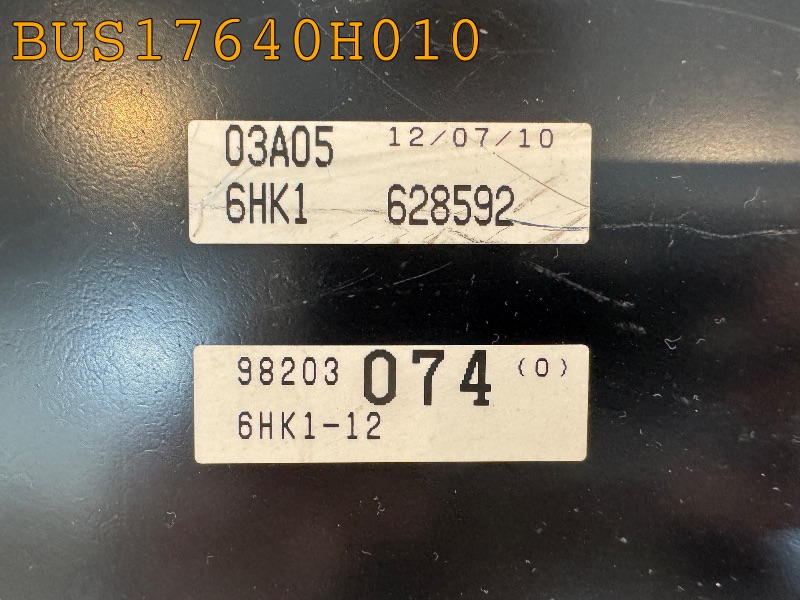 BUS17640H010
03A05 12/07/10
6HK1 628592
98203 074 (0)
6HK1-12